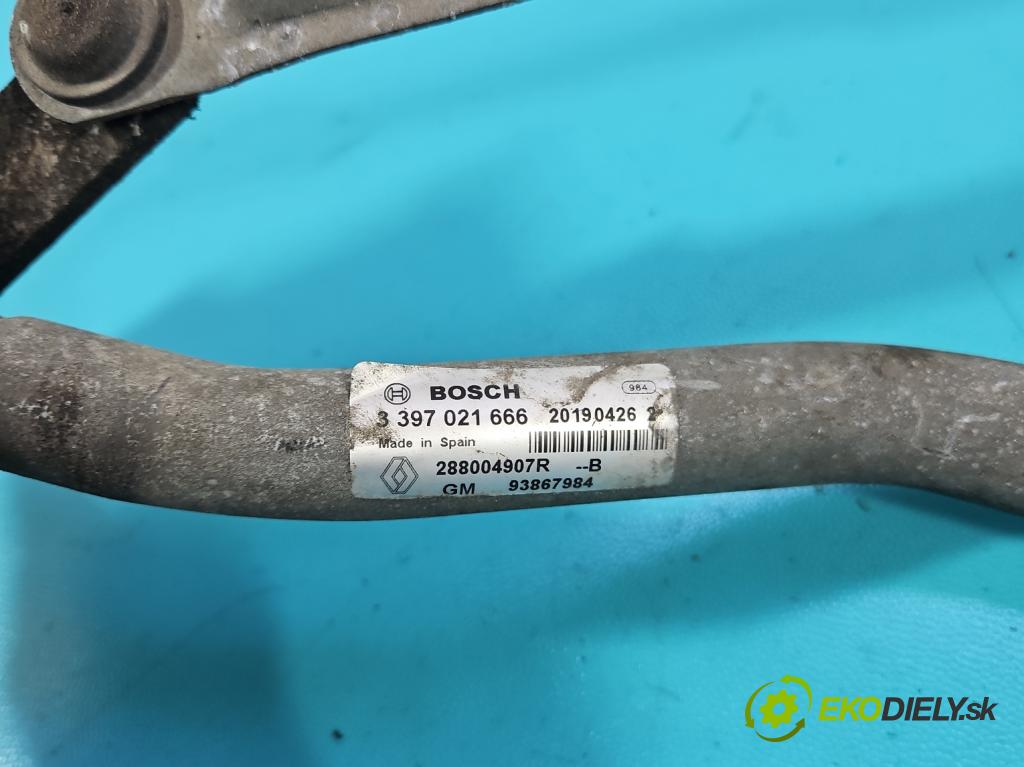 BOSCH 984
3 397 021 666 20190426 2
Made in Spain
288004907R --B
GM 93867984
EKODIELY.sk